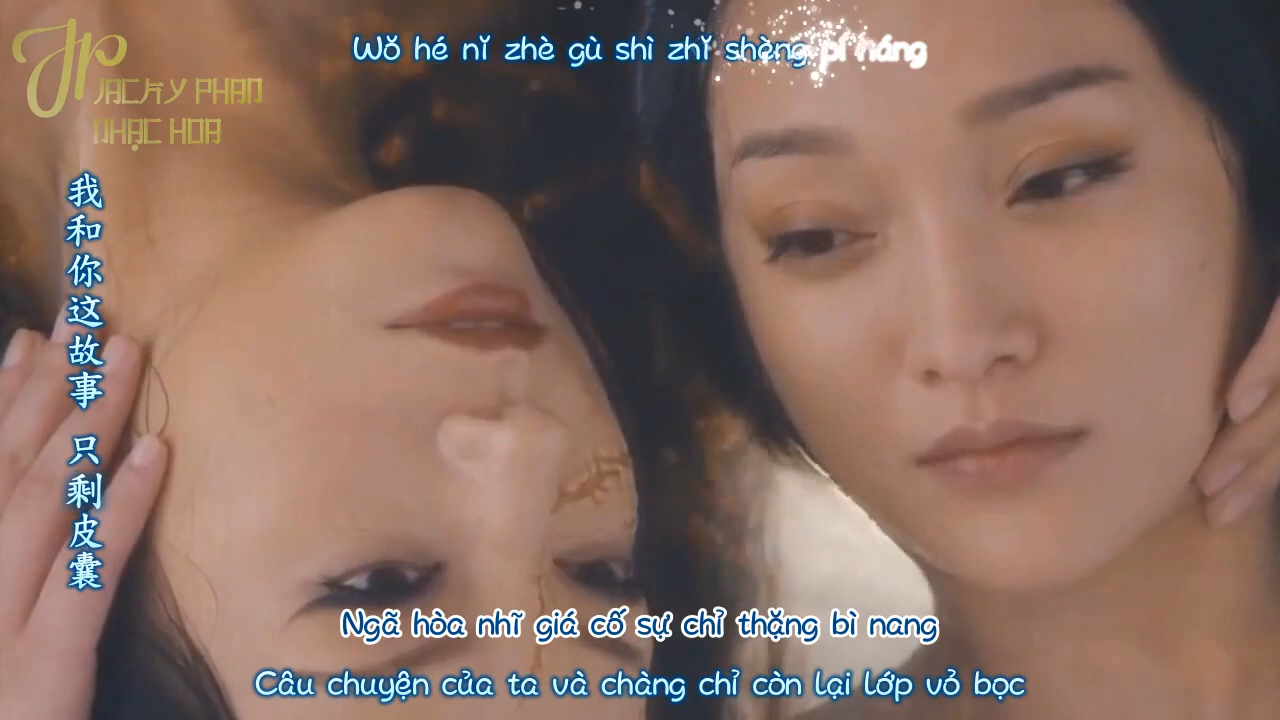 Wǒ hé nǐ zhè gù shì zhǐ shèng pí náng
JACKY PHAN
NHẠC HOA
我和你这故事 只剩皮囊
Ngã hòa nhĩ giá cố sự chỉ thặng bì nang
Câu chuyện của ta và chàng chỉ còn lại lớp vỏ bọc